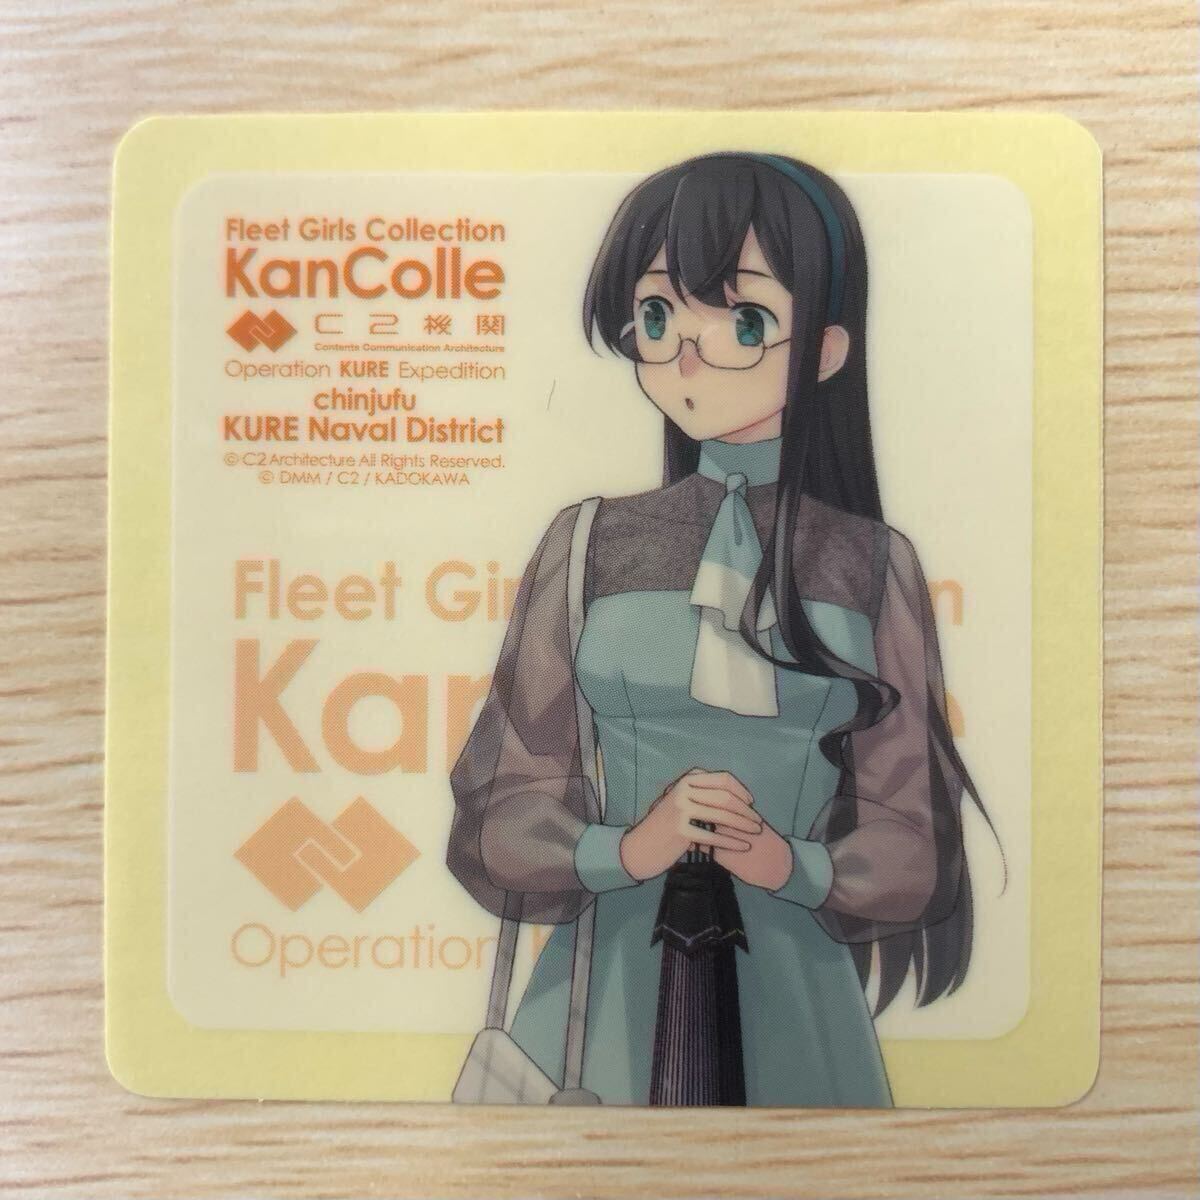 Fleet Girls Collection
KanColle
C2機関
Contents Communication Architecture
Operation KURE Expedition
chinjufu
KURE Naval District
© C2 Architecture All Rights Reserved.
© DMM / C2 / KADOKAWA
Fleet Gir n
Kan e
Operation